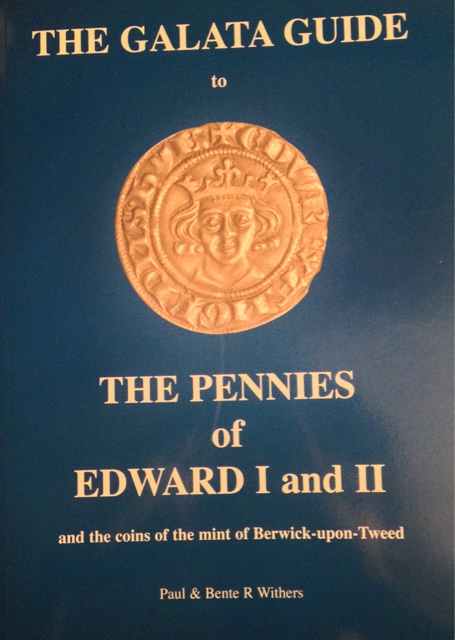 THE GALATA GUIDE
to
THE PENNIES
of
EDWARD I and II
and the coins of the mint of Berwick-upon-Tweed
Paul & Bente R Withers